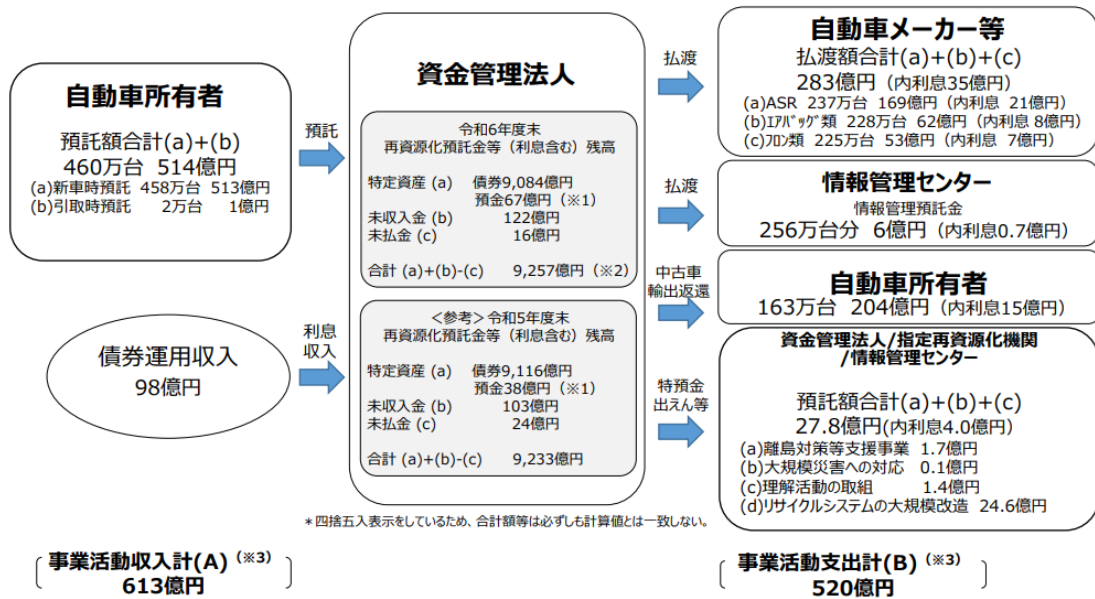 自動車所有者
預託額合計(a)+(b)
460万台 514億円
(a)新車時預託 458万台 513億円
(b)引取時預託 2万台 1億円
債券運用収入
98億円
預託
利息
収入
資金管理法人
令和6年度末
再資源化預託金等（利息含む）残高
特定資産 (a) 債券9,084億円
預金67億円（※1）
未収入金 (b) 122億円
未払金 (c) 16億円
合計 (a)+(b)-(c) 9,257億円（※2）
＜参考＞令和5年度末
再資源化預託金等（利息含む）残高
特定資産 (a) 債券9,116億円
預金38億円（※1）
未収入金 (b) 103億円
未払金 (c) 24億円
合計 (a)+(b)-(c) 9,233億円
払渡
払渡
中古車
輸出返還
特預金
出えん等
自動車メーカー等
払渡額合計(a)+(b)+(c)
283億円（内利息35億円）
(a)ASR 237万台 169億円（内利息 21億円）
(b)ｴｱﾊﾞｯｸﾞ類 228万台 62億円（内利息 8億円）
(c)ﾌﾛﾝ類 225万台 53億円（内利息 7億円）
情報管理センター
情報管理預託金
256万台分 6億円（内利息0.7億円）
自動車所有者
163万台 204億円（内利息15億円）
資金管理法人/指定再資源化機関
/情報管理センター
預託額合計(a)+(b)+(c)
27.8億円(内利息4.0億円）
(a)離島対策等支援事業 1.7億円
(b)大規模災害への対応 0.1億円
(c)理解活動の取組 1.4億円
(d)リサイクルシステムの大規模改造 24.6億円
＊四捨五入表示をしているため、合計額等は必ずしも計算値とは一致しない。
事業活動収入計(A)（※3）
613億円
事業活動支出計(B)（※3）
520億円